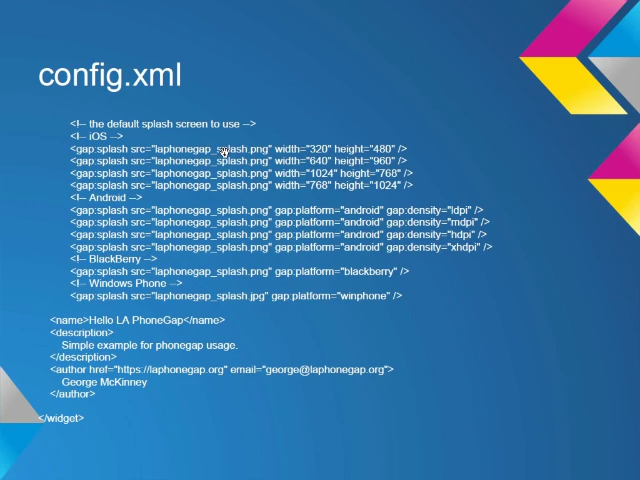 config.xml
<!-- the default splash screen to use -->
<!-- iOS -->
<gap:splash src="laphonegap_splash.png" width="320" height="480" />
<gap:splash src="laphonegap_splash.png" width="640" height="960" />
<gap:splash src="laphonegap_splash.png" width="1024" height="768" />
<gap:splash src="laphonegap_splash.png" width="768" height="1024" />
<!-- Android -->
<gap:splash src="laphonegap_splash.png" gap:platform="android" gap:density="ldpi" />
<gap:splash src="laphonegap_splash.png" gap:platform="android" gap:density="mdpi" />
<gap:splash src="laphonegap_splash.png" gap:platform="android" gap:density="hdpi" />
<gap:splash src="laphonegap_splash.png" gap:platform="android" gap:density="xhdpi" />
<!-- BlackBerry -->
<gap:splash src="laphonegap_splash.png" gap:platform="blackberry" />
<!-- Windows Phone -->
<gap:splash src="laphonegap_splash.jpg" gap:platform="winphone" />
<name>Hello LA PhoneGap</name>
<description>
Simple example for phonegap usage.
</description>
<author href="https://laphonegap.org" email="george@laphonegap.org">
George McKinney
</author>
</widget>